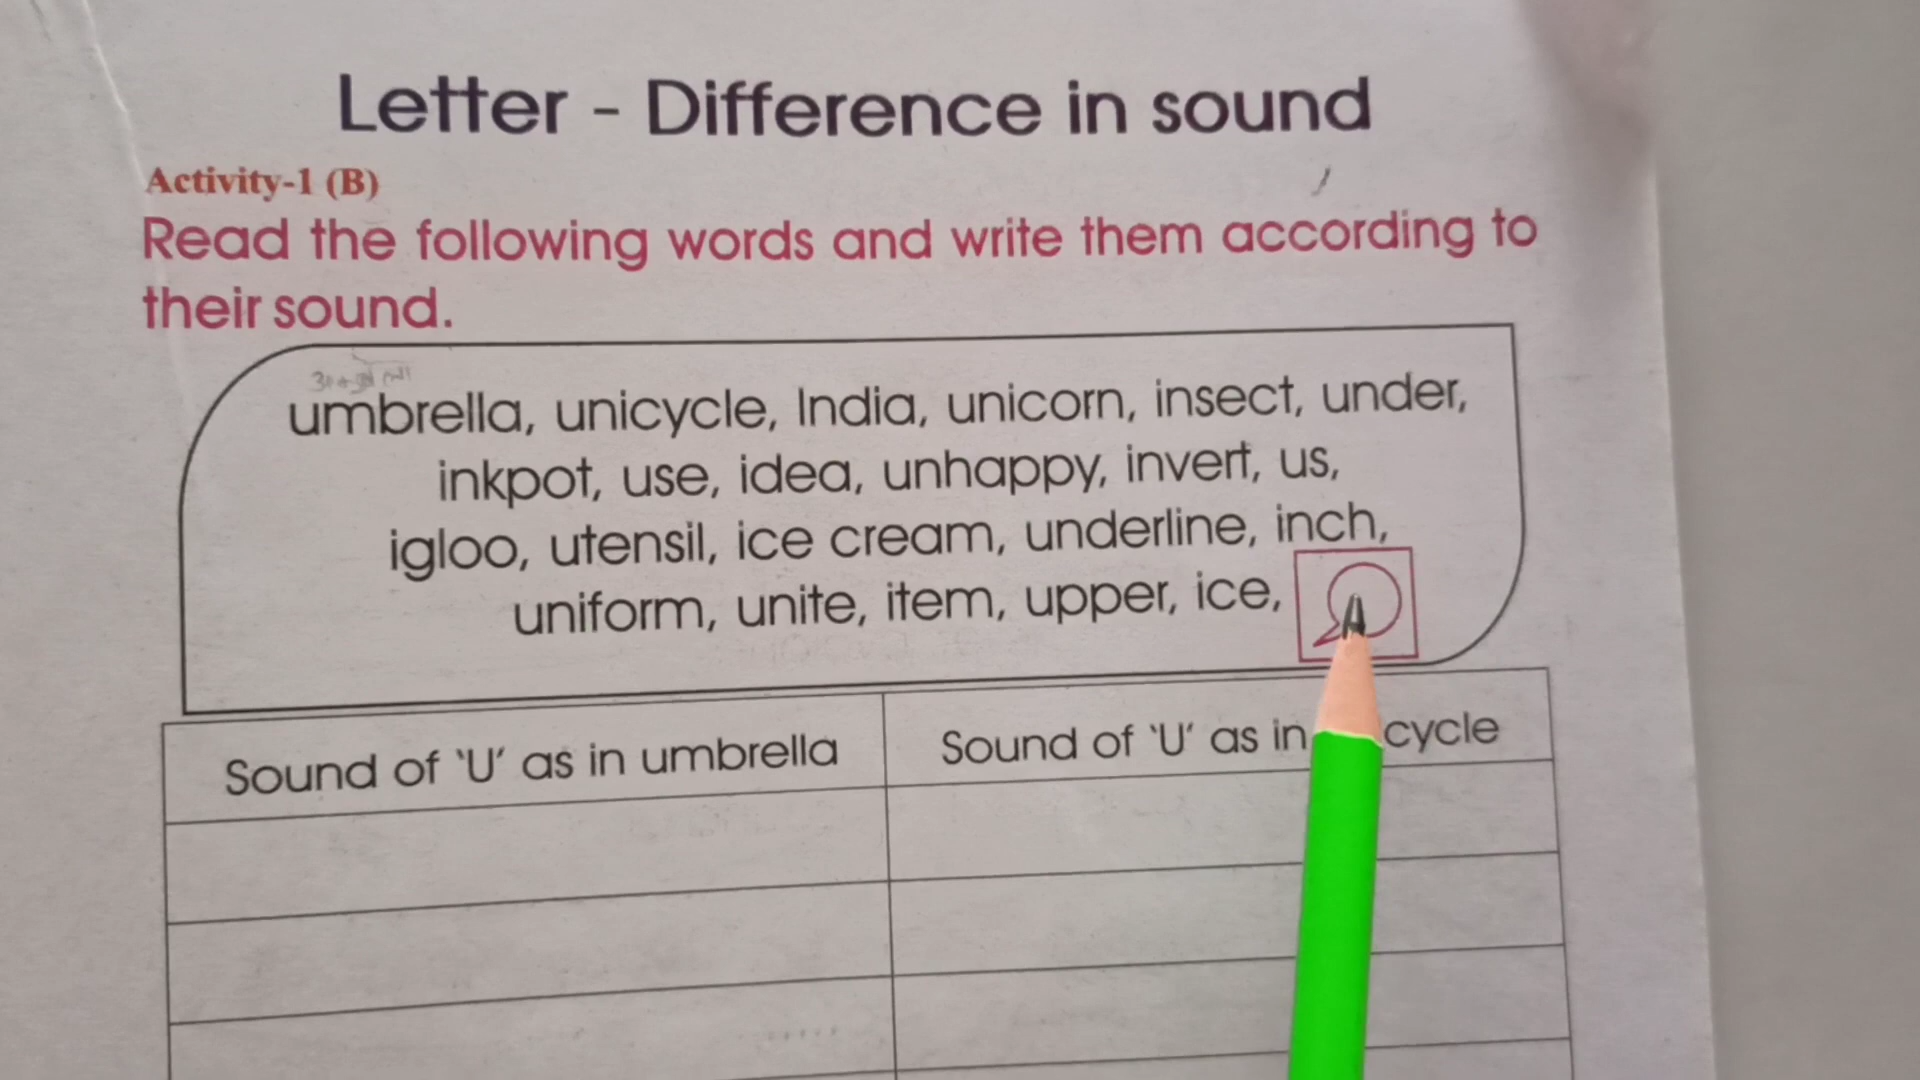 Letter - Difference in sound
Activity-1 (B)
Read the following words and write them according to
their sound.
umbrella, unicycle, India, unicorn, insect, under,
inkpot, use, idea, unhappy, invert, us,
igloo, utensil, ice cream, underline, inch,
uniform, unite, item, upper, ice,
Sound of ‘U’ as in umbrella
Sound of ‘U’ as in cycle